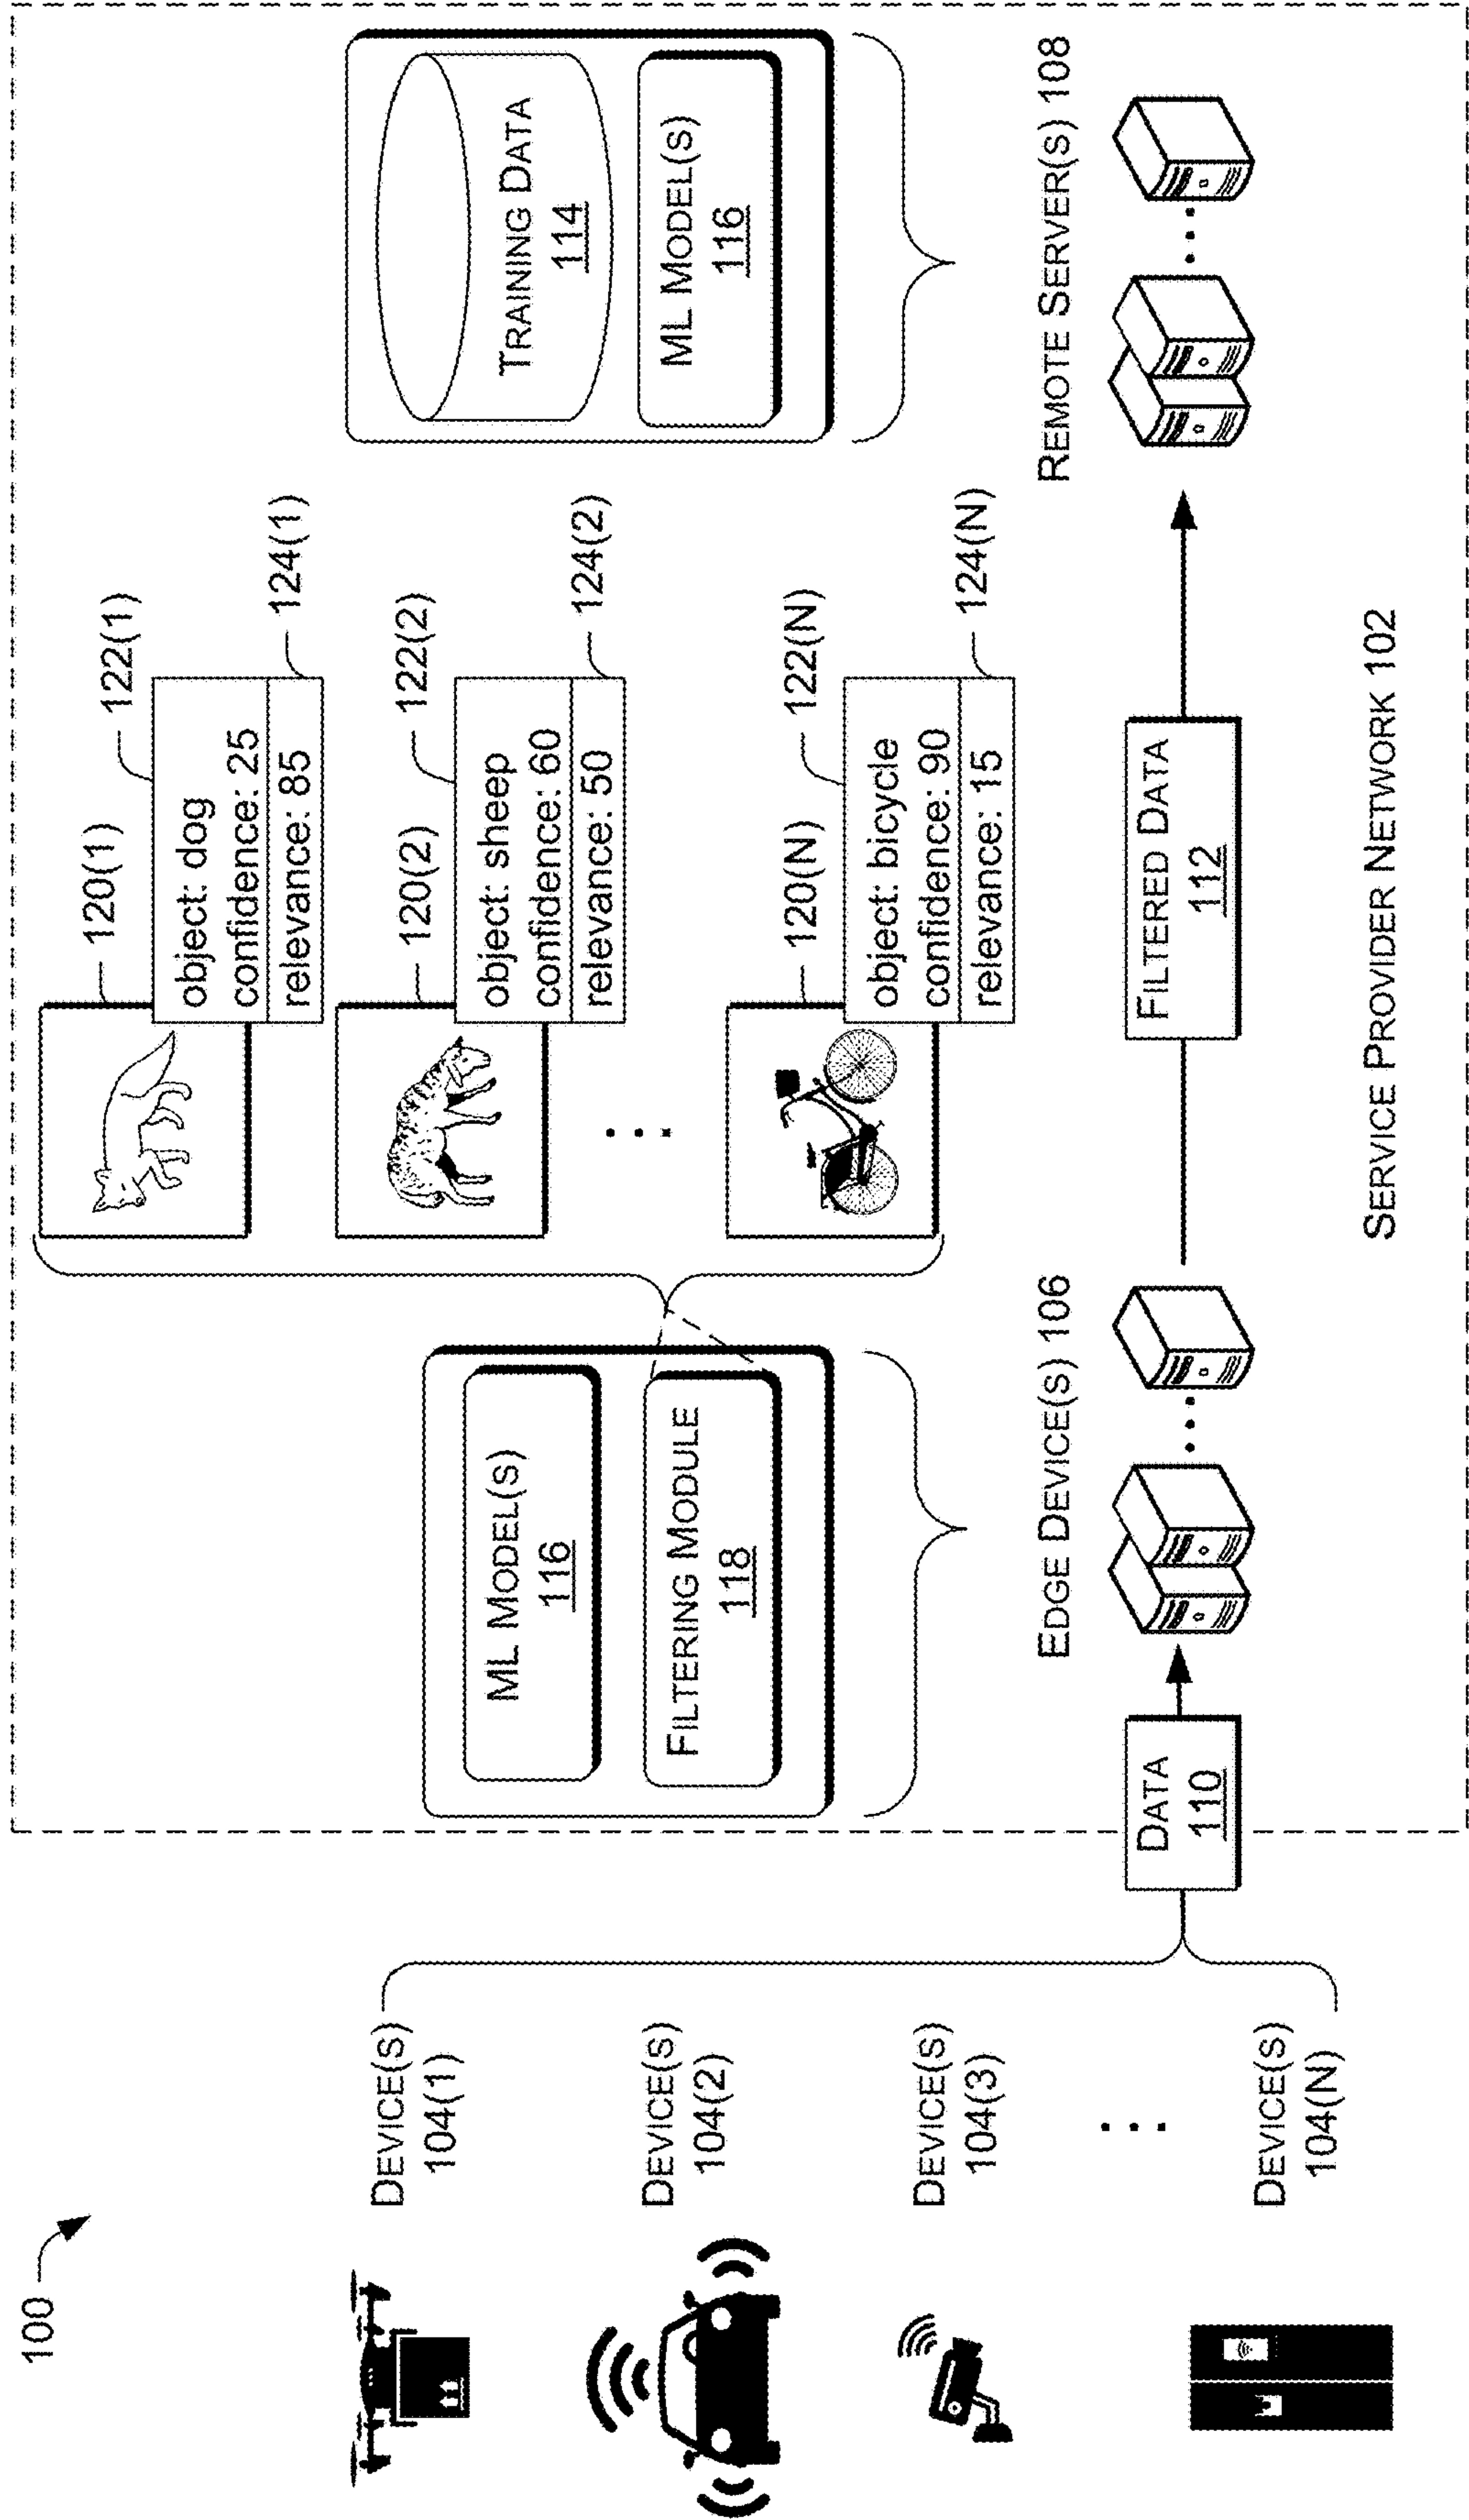 100
DEVICE(S)
104(1)
DEVICE(S)
104(2)
DEVICE(S)
104(3)
DEVICE(S)
104(N)
DATA
110
ML MODEL(S)
116
FILTERING MODULE
118
EDGE DEVICE(S) 106
120(1)
122(1)
object: dog
confidence: 25
relevance: 85
124(1)
120(2)
122(2)
object: sheep
confidence: 60
relevance: 50
124(2)
120(N)
122(N)
object: bicycle
confidence: 90
relevance: 15
124(N)
FILTERED DATA
112
TRAINING DATA
114
ML MODEL(S)
116
REMOTE SERVER(S) 108
SERVICE PROVIDER NETWORK 102